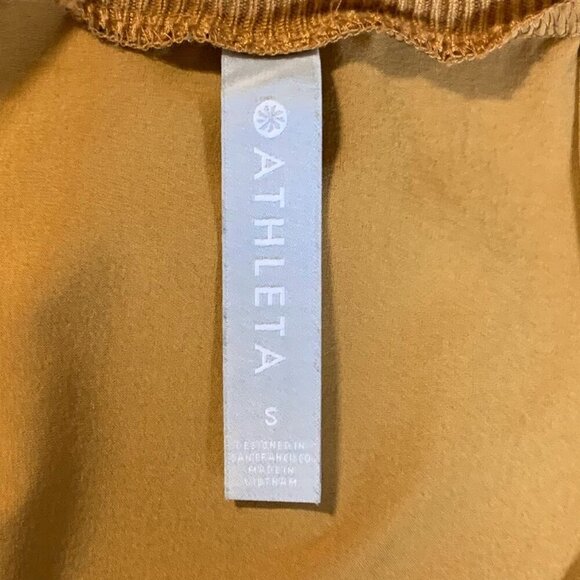 ATHLETA
S
DESIGNED IN
SAN FRANCISCO
MADE IN
VIETNAM